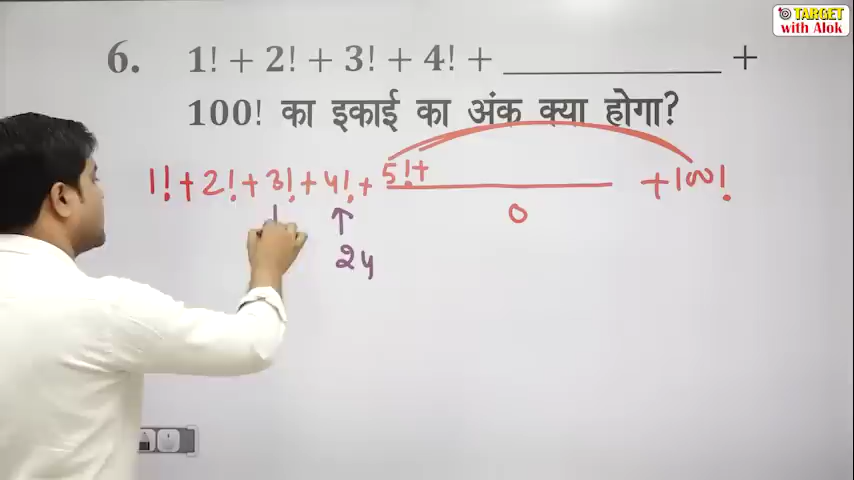 TARGET
with Alok
6. 1! + 2! + 3! + 4! + ____________ +
100! का इकाई का अंक क्या होगा?
1! + 2! + 3! + 4! + 5! + ____________ + 100!
0
↑
24